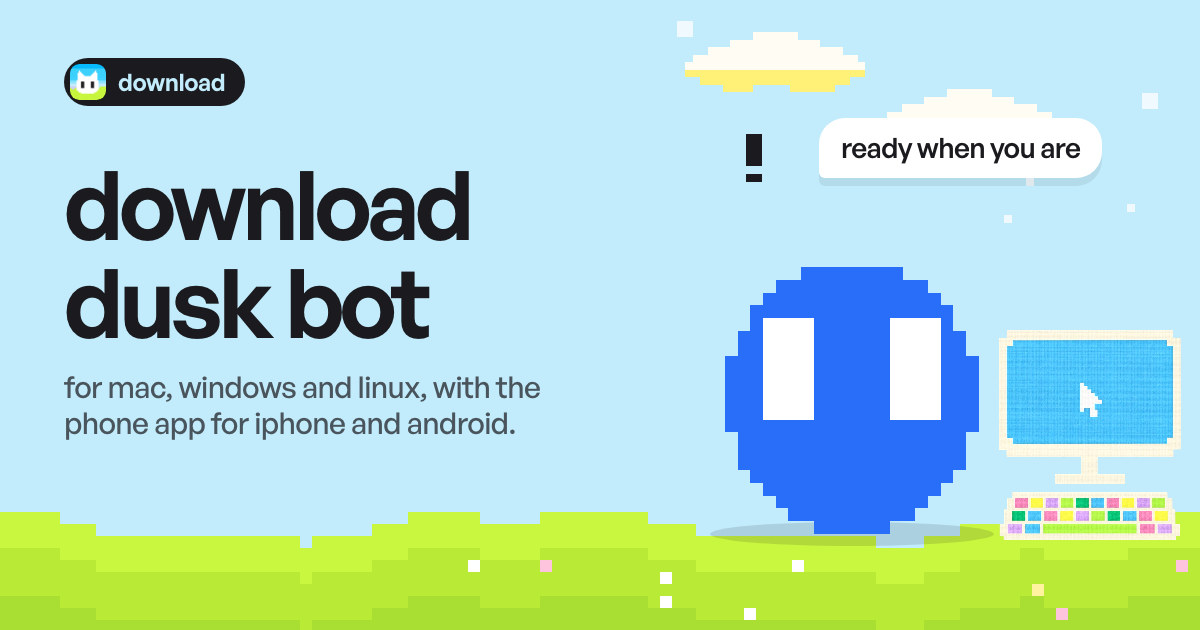 download
ready when you are
!
download
dusk bot
for mac, windows and linux, with the
phone app for iphone and android.